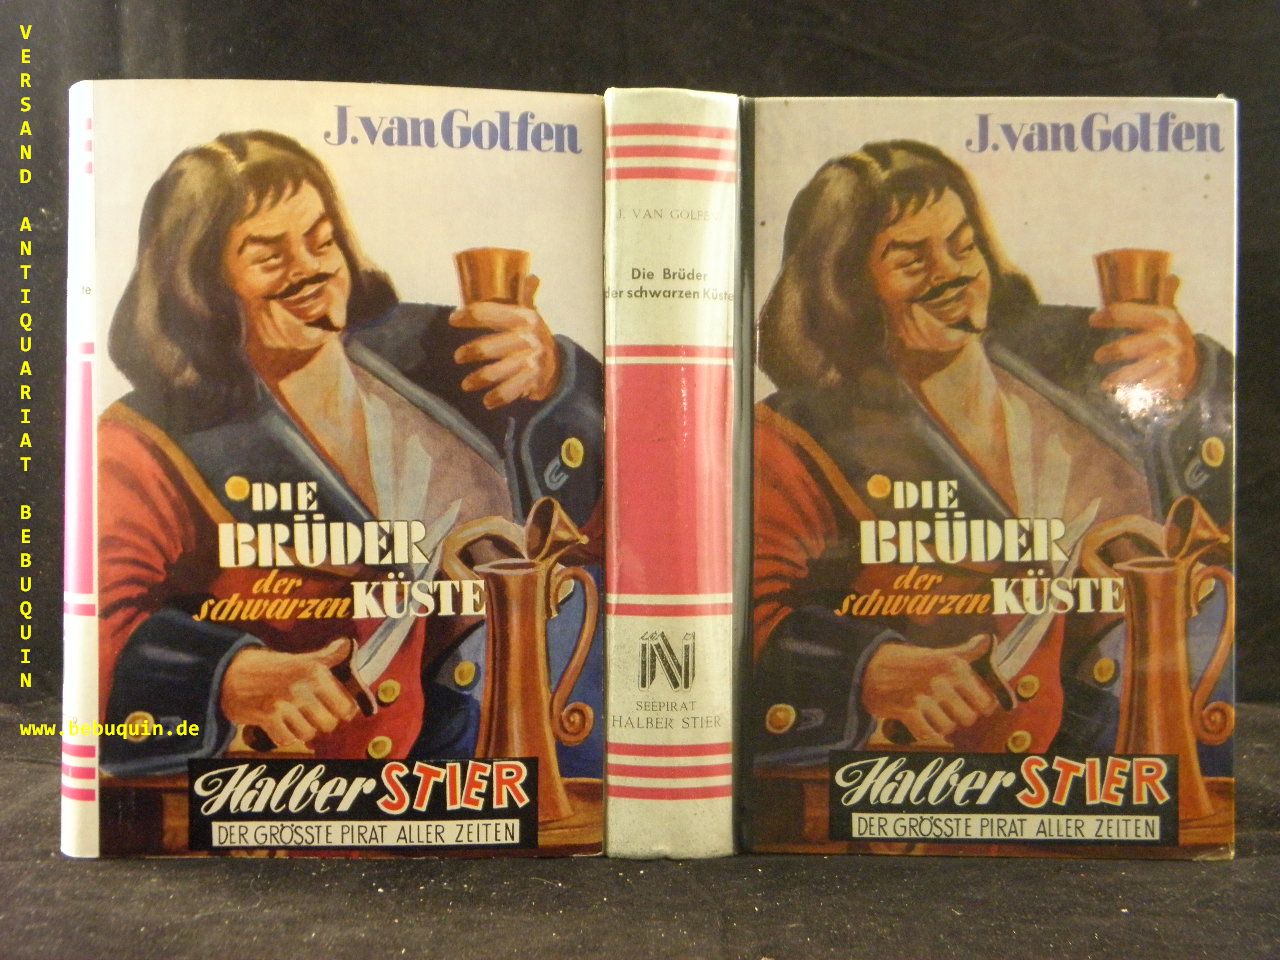 VERSAND ANTIQUARIAT BEBUQUIN
www.bebuquin.de
te
J. van Golfen
DIE
BRÜDER
der
schwarzen KÜSTE
Halber STIER
DER GRÖSSTE PIRAT ALLER ZEITEN
J. VAN GOLFEN
Die Brüder
der schwarzen Küste
SEEPIRAT
HALBER STIER
J. van Golfen
DIE
BRÜDER
der
schwarzen KÜSTE
Halber STIER
DER GRÖSSTE PIRAT ALLER ZEITEN